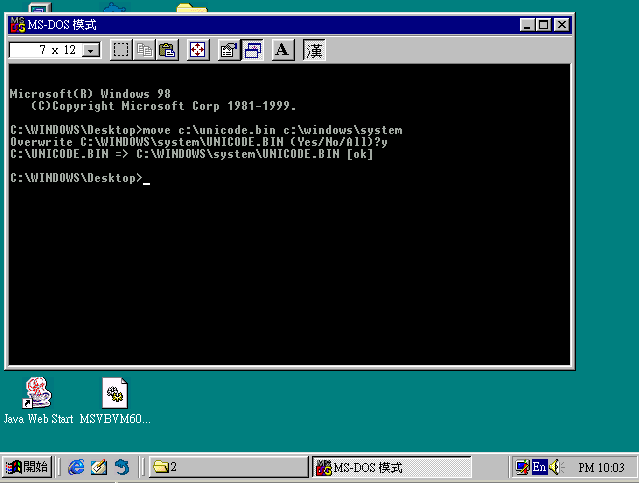 MS-DOS 模式
7 x 12
A
漢
Microsoft(R) Windows 98
(C)Copyright Microsoft Corp 1981-1999.
C:\WINDOWS\Desktop>move c:\unicode.bin c:\windows\system
Overwrite C:\WINDOWS\system\UNICODE.BIN (Yes/No/All)?y
C:\UNICODE.BIN => C:\WINDOWS\system\UNICODE.BIN [ok]
C:\WINDOWS\Desktop>
Java Web Start
MSVBVM60...
開始
2
MS-DOS 模式
En
PM 10:03